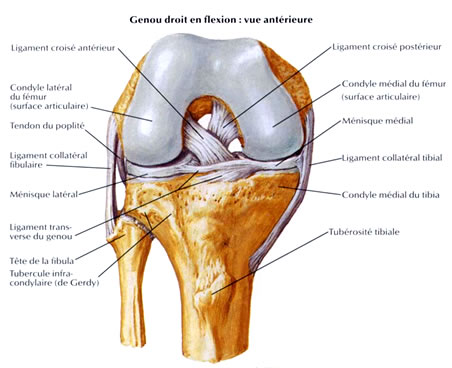 Genou droit en flexion : vue antérieure
Ligament croisé antérieur
Condyle latéral
du fémur
(surface articulaire)
Tendon du poplité
Ligament collatéral
fibulaire
Ménisque latéral
Ligament trans-
verse du genou
Tête de la fibula
Tubercule infra-
condylaire (de Gerdy)
Ligament croisé postérieur
Condyle médial du fémur
(surface articulaire)
Ménisque médial
Ligament collatéral tibial
Condyle médial du tibia
Tubérosité tibiale